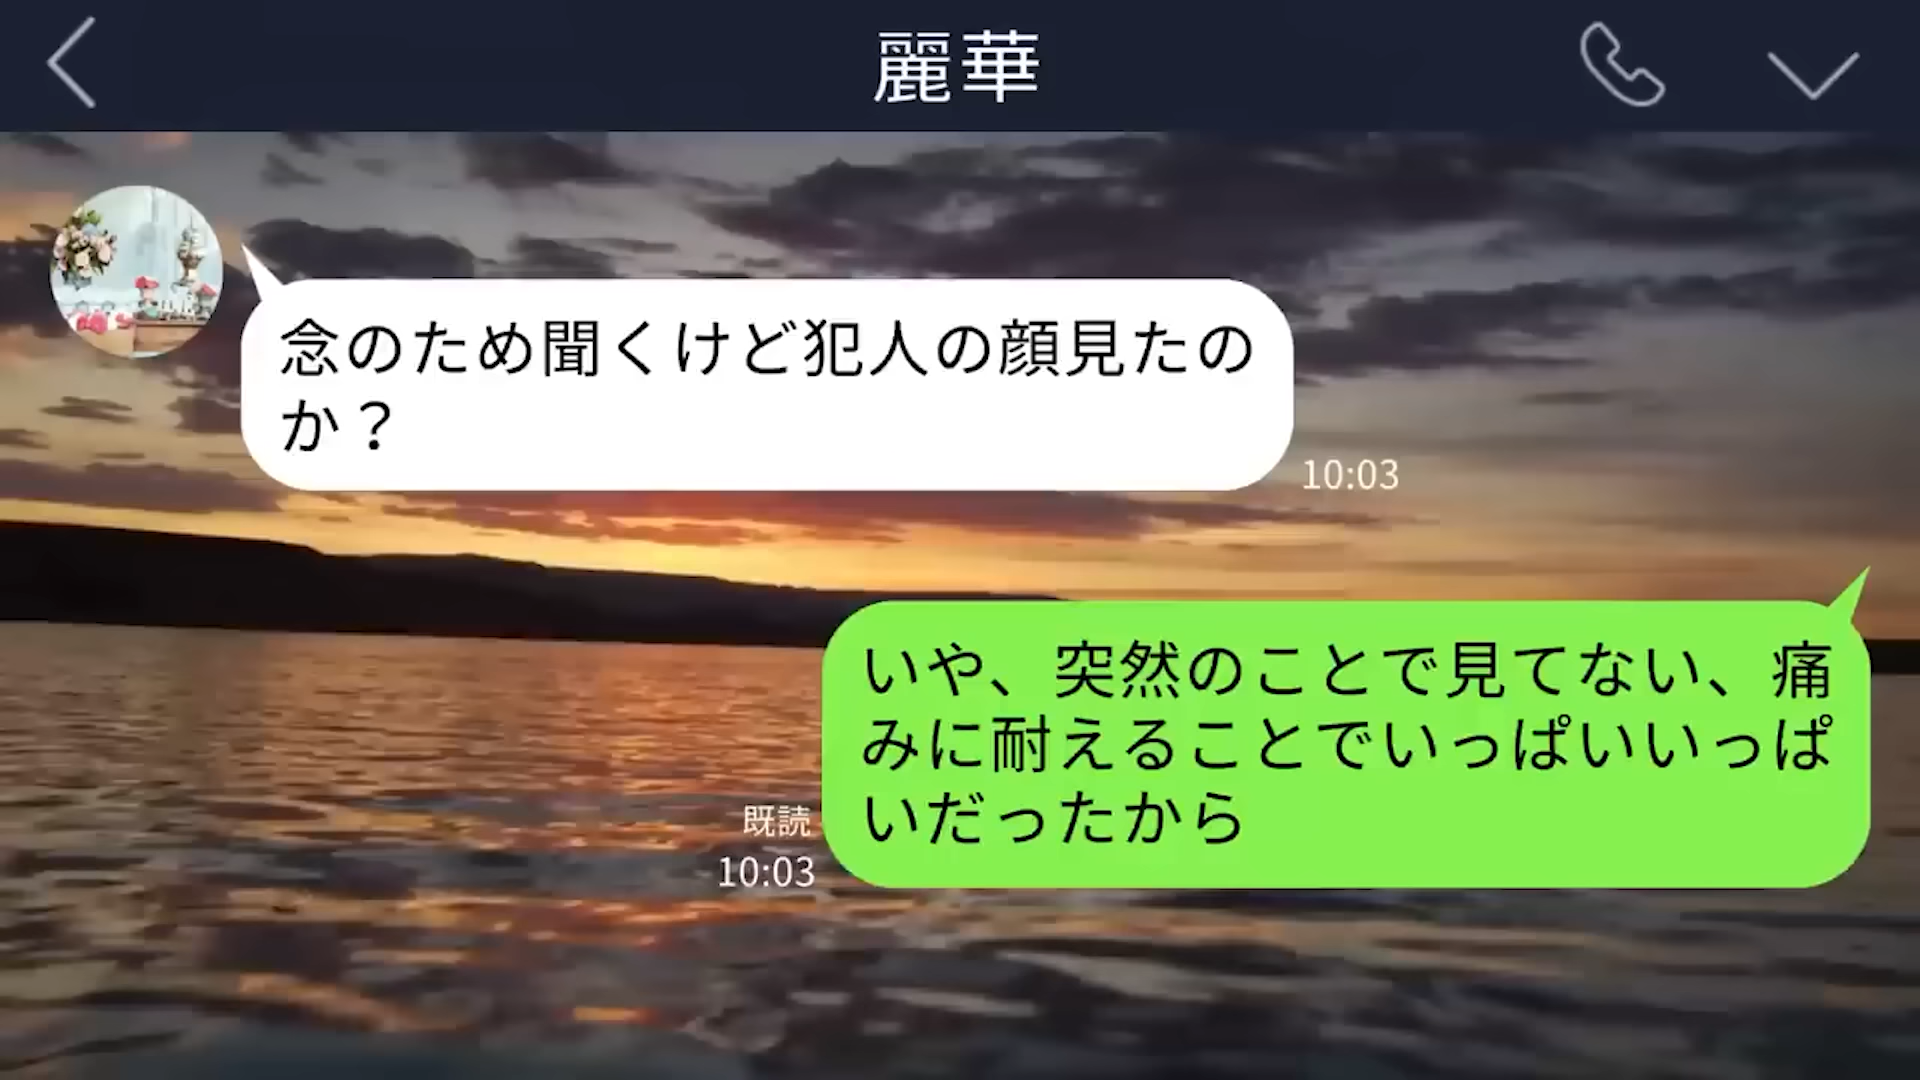 麗華
念のため聞くけど犯人の顔見たの
か？
10:03
いや、突然のことで見てない、痛
みに耐えることでいっぱいいっぱ
いだったから
既読
10:03